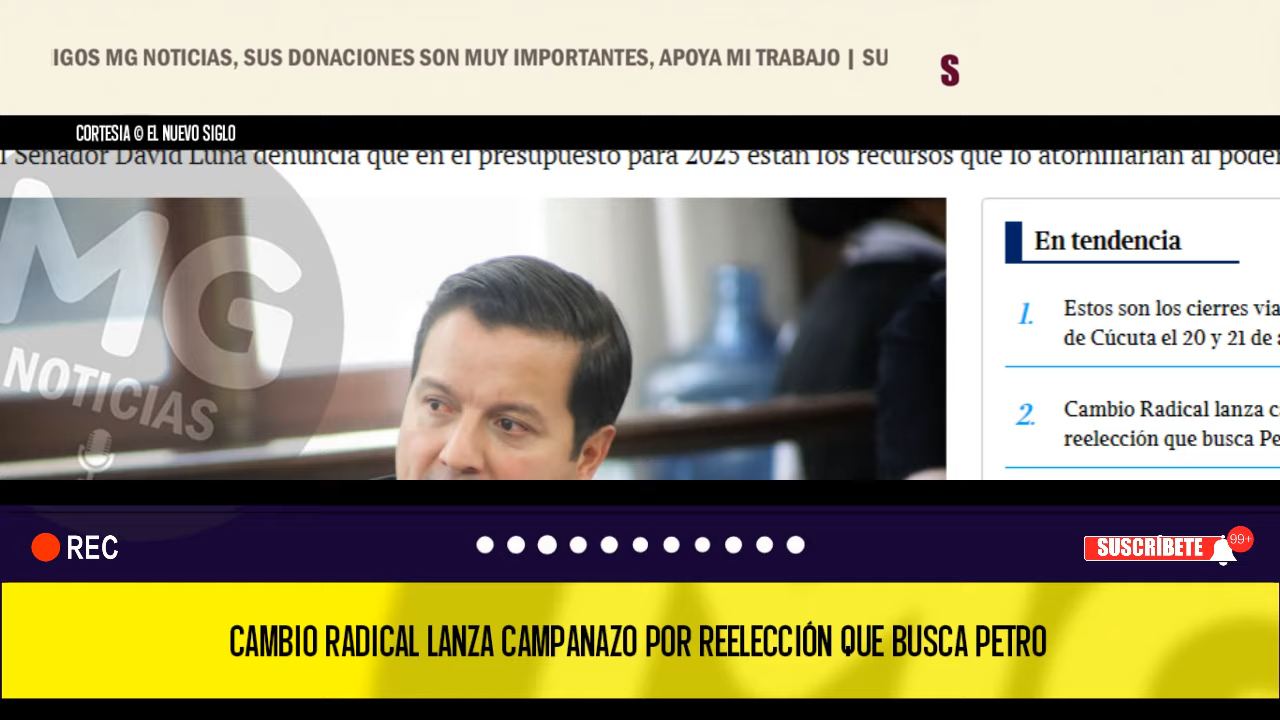 IGOS MG NOTICIAS, SUS DONACIONES SON MUY IMPORTANTES, APOYA MI TRABAJO | SU
S
CORTESIA © EL NUEVO SIGLO
l Senador David Luna denuncia que en el presupuesto para 2025 están los recursos que lo atornillarían al poder
MG
NOTICIAS
En tendencia
1. Estos son los cierres via
de Cúcuta el 20 y 21 de a
2. Cambio Radical lanza c
reelección que busca Pe
REC
SUSCRÍBETE
99+
CAMBIO RADICAL LANZA CAMPANAZO POR REELECCIÓN QUE BUSCA PETRO